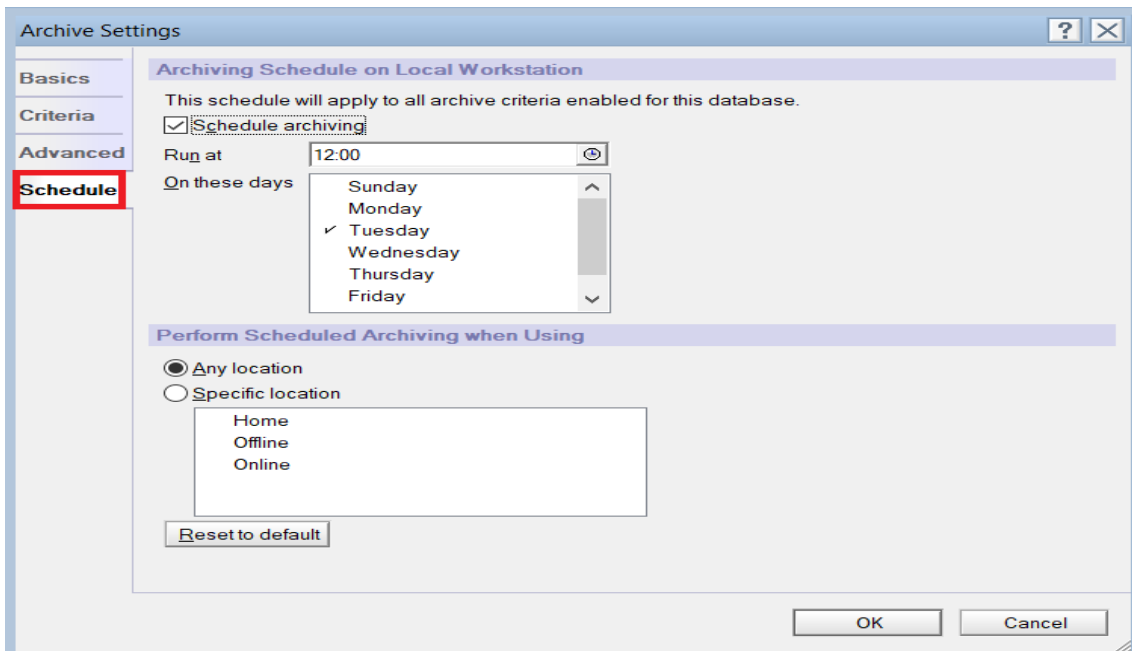 Archive Settings
Basics
Criteria
Advanced
Schedule
Archiving Schedule on Local Workstation
This schedule will apply to all archive criteria enabled for this database.
Schedule archiving
Run at 12:00
On these days
Sunday
Monday
Tuesday
Wednesday
Thursday
Friday
Perform Scheduled Archiving when Using
Any location
Specific location
Home
Offline
Online
Reset to default
OK Cancel